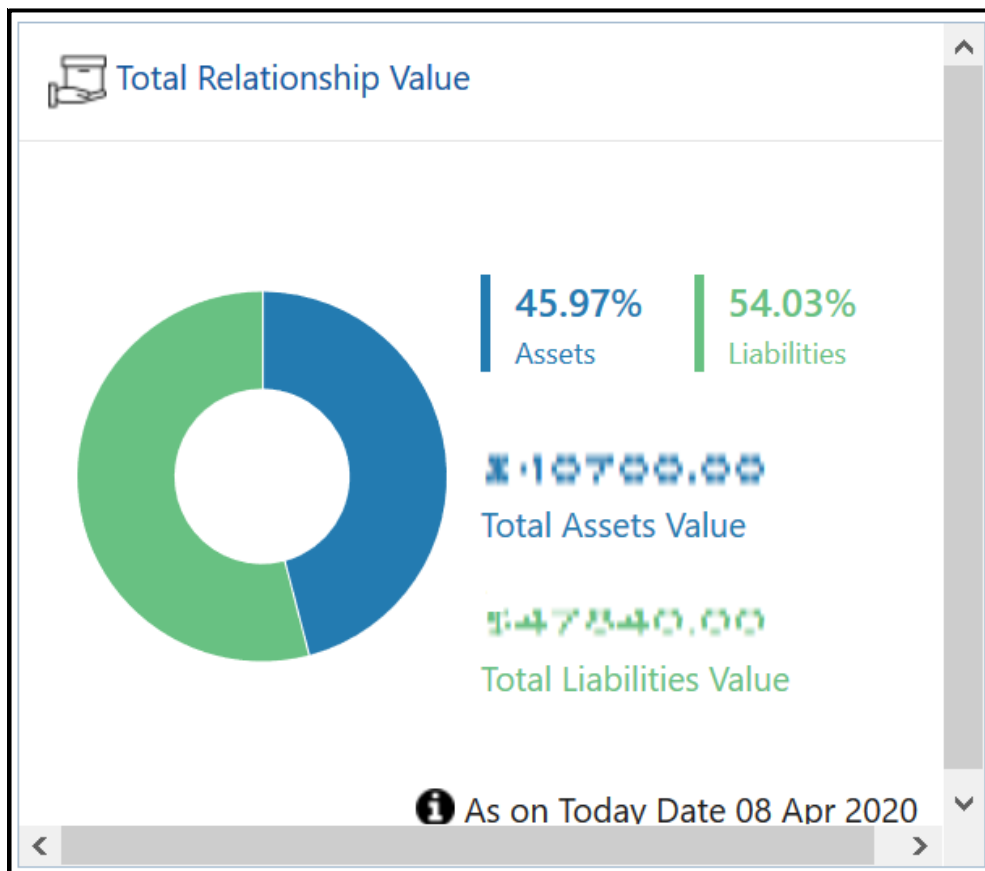 Total Relationship Value
45.97%
Assets
54.03%
Liabilities
Total Assets Value
Total Liabilities Value
As on Today Date 08 Apr 2020